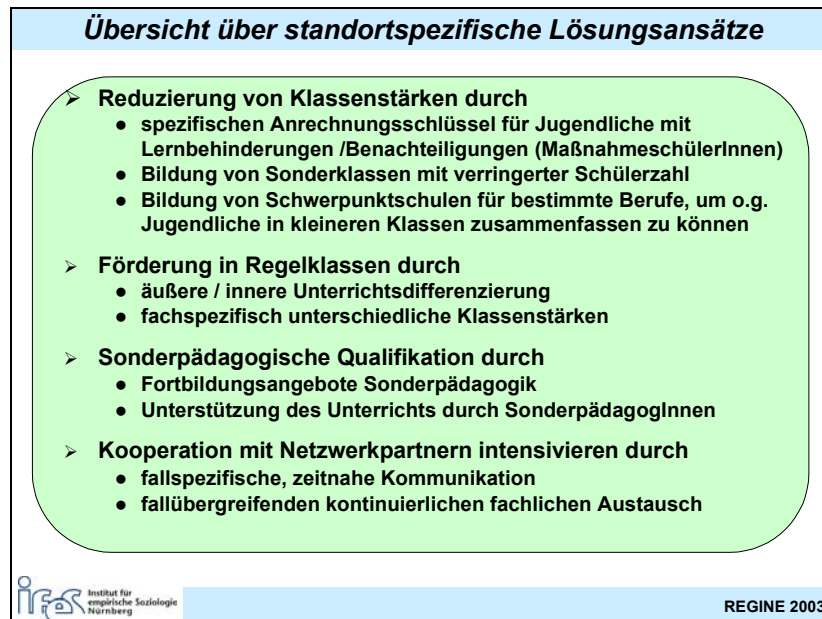 Übersicht über standortspezifische Lösungsansätze
➢ Reduzierung von Klassenstärken durch
● spezifischen Anrechnungsschlüssel für Jugendliche mit
Lernbehinderungen /Benachteiligungen (MaßnahmeschülerInnen)
● Bildung von Sonderklassen mit verringerter Schülerzahl
● Bildung von Schwerpunktschulen für bestimmte Berufe, um o.g.
Jugendliche in kleineren Klassen zusammenfassen zu können
➢ Förderung in Regelklassen durch
● äußere / innere Unterrichtsdifferenzierung
● fachspezifisch unterschiedliche Klassenstärken
➢ Sonderpädagogische Qualifikation durch
● Fortbildungsangebote Sonderpädagogik
● Unterstützung des Unterrichts durch SonderpädagogInnen
➢ Kooperation mit Netzwerkpartnern intensivieren durch
● fallspezifische, zeitnahe Kommunikation
● fallübergreifenden kontinuierlichen fachlichen Austausch
ifes
Institut für
empirische Soziologie
Nürnberg
REGINE 2003